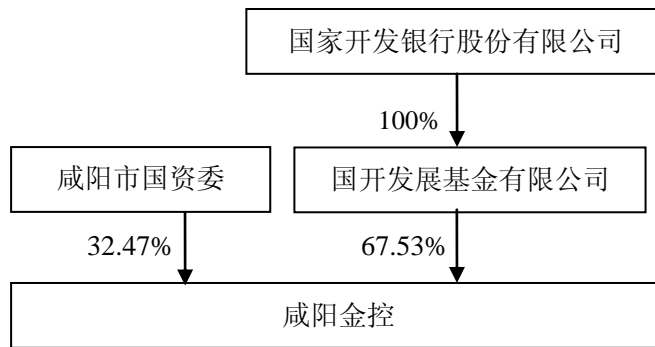 国家开发银行股份有限公司
100%
咸阳市国资委
国开发展基金有限公司
32.47%
67.53%
咸阳金控